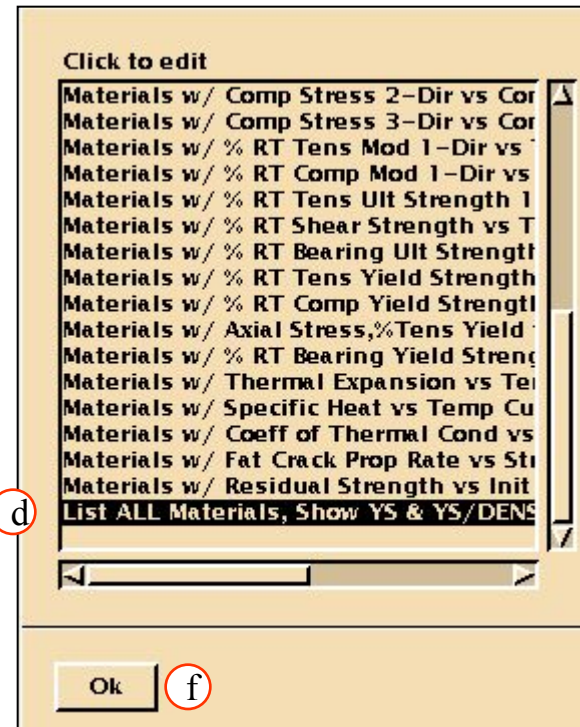 Click to edit
Materials w/ Comp Stress 2-Dir vs Cor
Materials w/ Comp Stress 3-Dir vs Cor
Materials w/ % RT Tens Mod 1-Dir vs
Materials w/ % RT Comp Mod 1-Dir vs
Materials w/ % RT Tens Ult Strength 1
Materials w/ % RT Shear Strength vs T
Materials w/ % RT Bearing Ult Strength
Materials w/ % RT Tens Yield Strength
Materials w/ % RT Comp Yield Strengtl
Materials w/ Axial Stress,%Tens Yield
Materials w/ % RT Bearing Yield Streng
Materials w/ Thermal Expansion vs Te
Materials w/ Specific Heat vs Temp Cu
Materials w/ Coeff of Thermal Cond vs
Materials w/ Fat Crack Prop Rate vs Str
Materials w/ Residual Strength vs Init
d List ALL Materials, Show YS & YS/DENS
Ok f